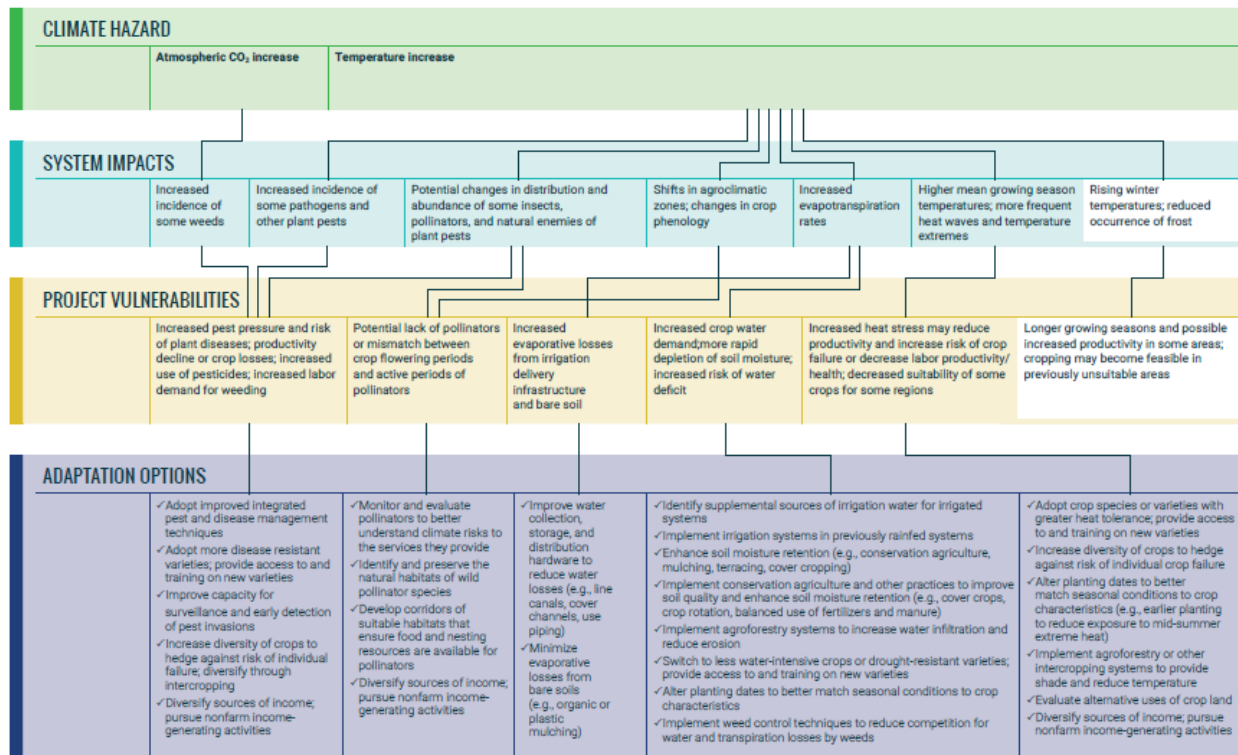 CLIMATE HAZARD
Atmospheric CO₂ increase
Temperature increase
SYSTEM IMPACTS
Increased
incidence of
some weeds
Increased incidence of
some pathogens and
other plant pests
Potential changes in distribution and
abundance of some insects,
pollinators, and natural enemies of
plant pests
Shifts in agroclimatic
zones; changes in crop
phenology
Increased
evapotranspiration
rates
Higher mean growing season
temperatures; more frequent
heat waves and temperature
extremes
Rising winter
temperatures; reduced
occurrence of frost
PROJECT VULNERABILITIES
Increased pest pressure and risk
of plant diseases; productivity
decline or crop losses; increased
use of pesticides; increased labor
demand for weeding
Potential lack of pollinators
or mismatch between
crop flowering periods
and active periods of
pollinators
Increased
evaporative losses
from irrigation
delivery
infrastructure
and bare soil
Increased crop water
demand;more rapid
depletion of soil moisture;
increased risk of water
deficit
Increased heat stress may reduce
productivity and increase risk of crop
failure or decrease labor productivity/
health; decreased suitability of some
crops for some regions
Longer growing seasons and possible
increased productivity in some areas;
cropping may become feasible in
previously unsuitable areas
ADAPTATION OPTIONS
✓Adopt improved integrated
pest and disease management
techniques
✓Adopt more disease resistant
varieties; provide access to and
training on new varieties
✓Improve capacity for
surveillance and early detection
of pest invasions
✓Increase diversity of crops to
hedge against risk of individual
failure; diversify through
intercropping
✓Diversify sources of income;
pursue nonfarm income-
generating activities
✓Monitor and evaluate
pollinators to better
understand climate risks to
the services they provide
✓Identify and preserve the
natural habitats of wild
pollinator species
✓Develop corridors of
suitable habitats that
ensure food and nesting
resources are available for
pollinators
✓Diversify sources of income;
pursue nonfarm income-
generating activities
✓Improve water
collection,
storage, and
distribution
hardware to
reduce water
losses (e.g., line
canals, cover
channels, use
piping)
✓Minimize
evaporative
losses from
bare soils
(e.g., organic or
plastic
mulching)
✓Identify supplemental sources of irrigation water for irrigated
systems
✓Implement irrigation systems in previously rainfed systems
✓Enhance soil moisture retention (e.g., conservation agriculture,
mulching, terracing, cover cropping)
✓Implement conservation agriculture and other practices to improve
soil quality and enhance soil moisture retention (e.g., cover crops,
crop rotation, balanced use of fertilizers and manure)
✓Implement agroforestry systems to increase water infiltration and
reduce erosion
✓Switch to less water-intensive crops or drought-resistant varieties;
provide access to and training on new varieties
✓Alter planting dates to better match seasonal conditions to crop
characteristics
✓Implement weed control techniques to reduce competition for
water and transpiration losses by weeds
✓Adopt crop species or varieties with
greater heat tolerance; provide access
to and training on new varieties
✓Increase diversity of crops to hedge
against risk of individual crop failure
✓Alter planting dates to better
match seasonal conditions to crop
characteristics (e.g., earlier planting
to reduce exposure to mid-summer
extreme heat)
✓Implement agroforestry or other
intercropping systems to provide
shade and reduce temperature
✓Evaluate alternative uses of crop land
✓Diversify sources of income; pursue
nonfarm income-generating activities